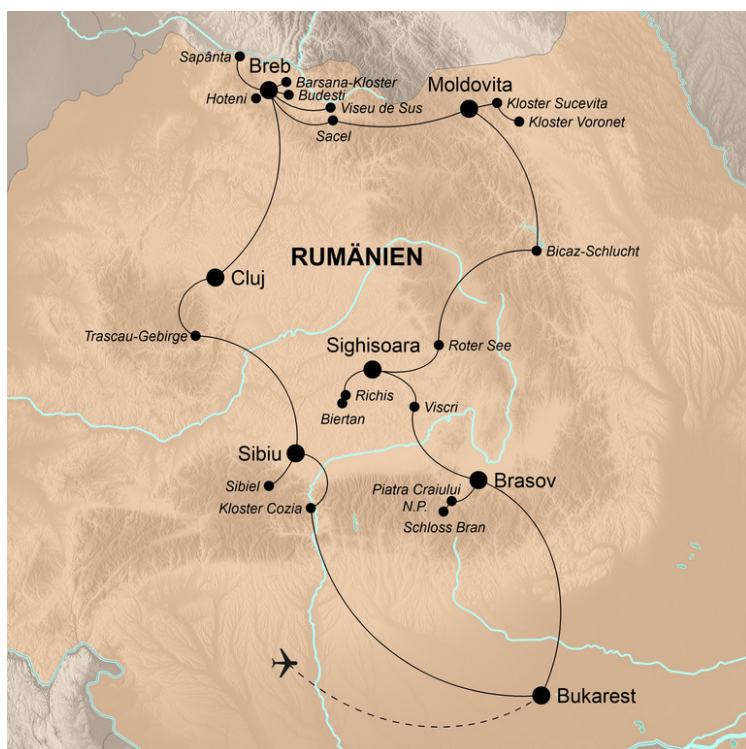 Sapânta
Breb
Barsana-Kloster
Hoteni
Budesti
Viseu de Sus
Sacel
Moldovita
Kloster Sucevita
Kloster Voronet
RUMÄNIEN
Bicaz-Schlucht
Cluj
Trascau-Gebirge
Sighisoara
Roter See
Richis
Biertan
Viscri
Sibiu
Sibiel
Kloster Cozia
Brasov
Piatra Craiului
N.P.
Schloss Bran
Bukarest